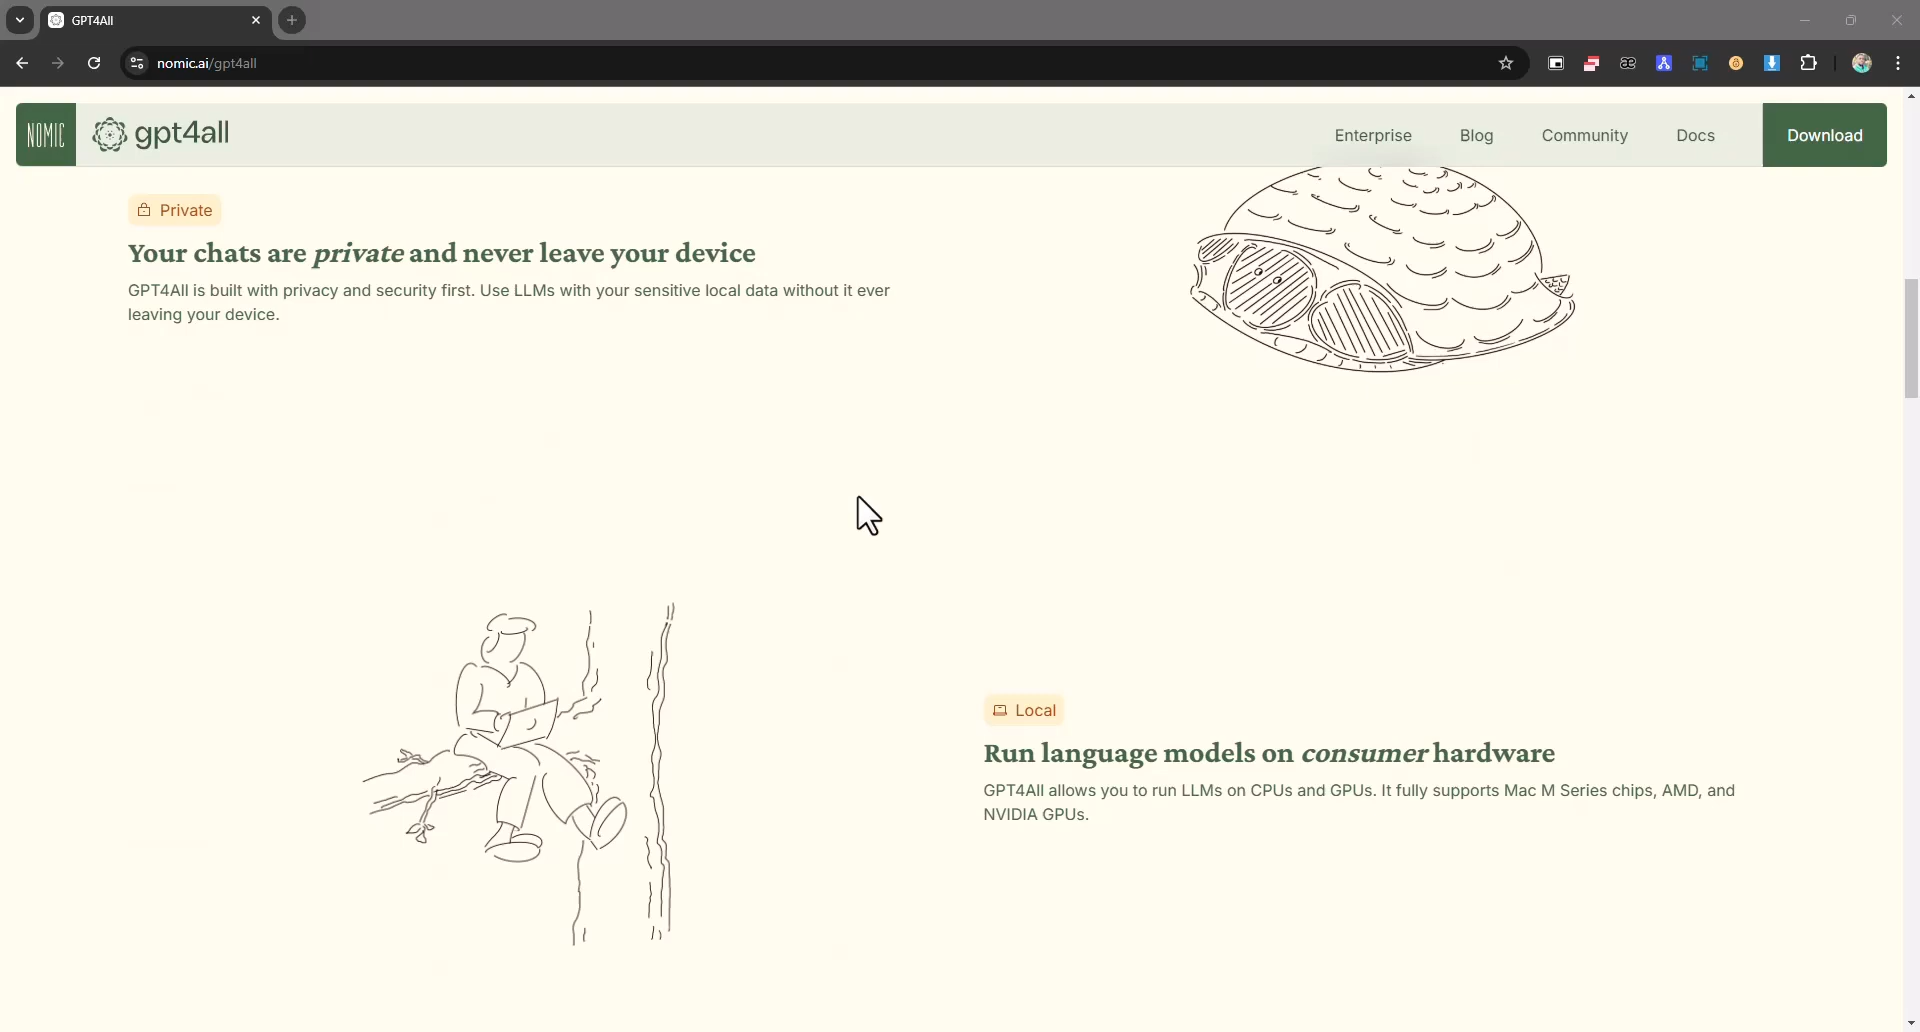 GPT4All
nomic.ai/gpt4all
NOMIC
gpt4all
Enterprise
Blog
Community
Docs
Download
Private
Your chats are private and never leave your device
GPT4All is built with privacy and security first. Use LLMs with your sensitive local data without it ever
leaving your device.
Local
Run language models on consumer hardware
GPT4All allows you to run LLMs on CPUs and GPUs. It fully supports Mac M Series chips, AMD, and
NVIDIA GPUs.